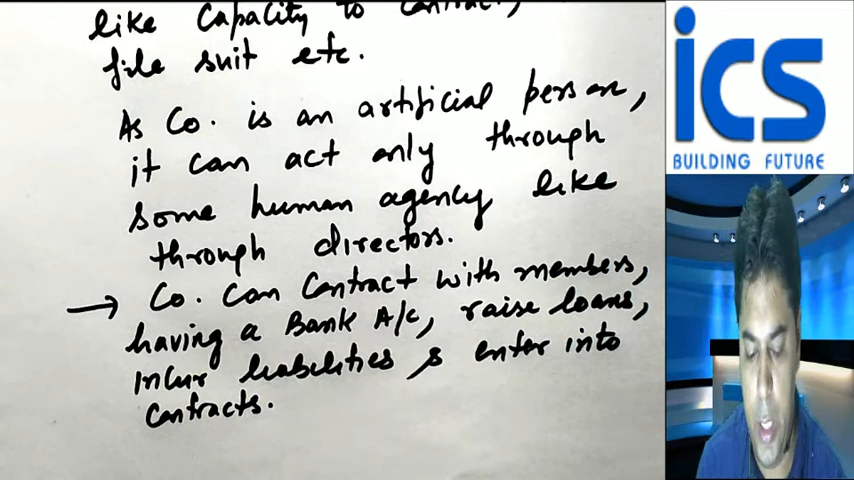 like Capacity to Contract,
file suit etc.
As Co. is an artificial person,
it can act only through
some human agency like
through directors.
→ Co. Can Contract with members,
having a Bank A/c, raise loans,
Incur liabilities & enter into
Contracts.
ics
BUILDING FUTURE